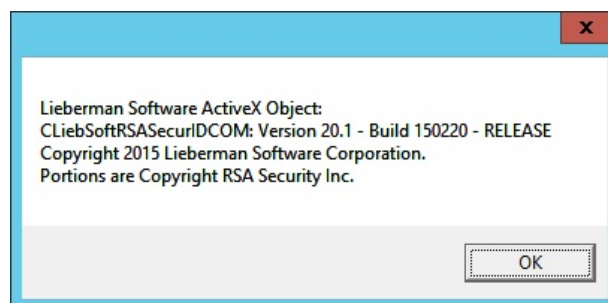 x
Lieberman Software ActiveX Object:
CLiebSoftRSASecurIDCOM: Version 20.1 - Build 150220 - RELEASE
Copyright 2015 Lieberman Software Corporation.
Portions are Copyright RSA Security Inc.
OK